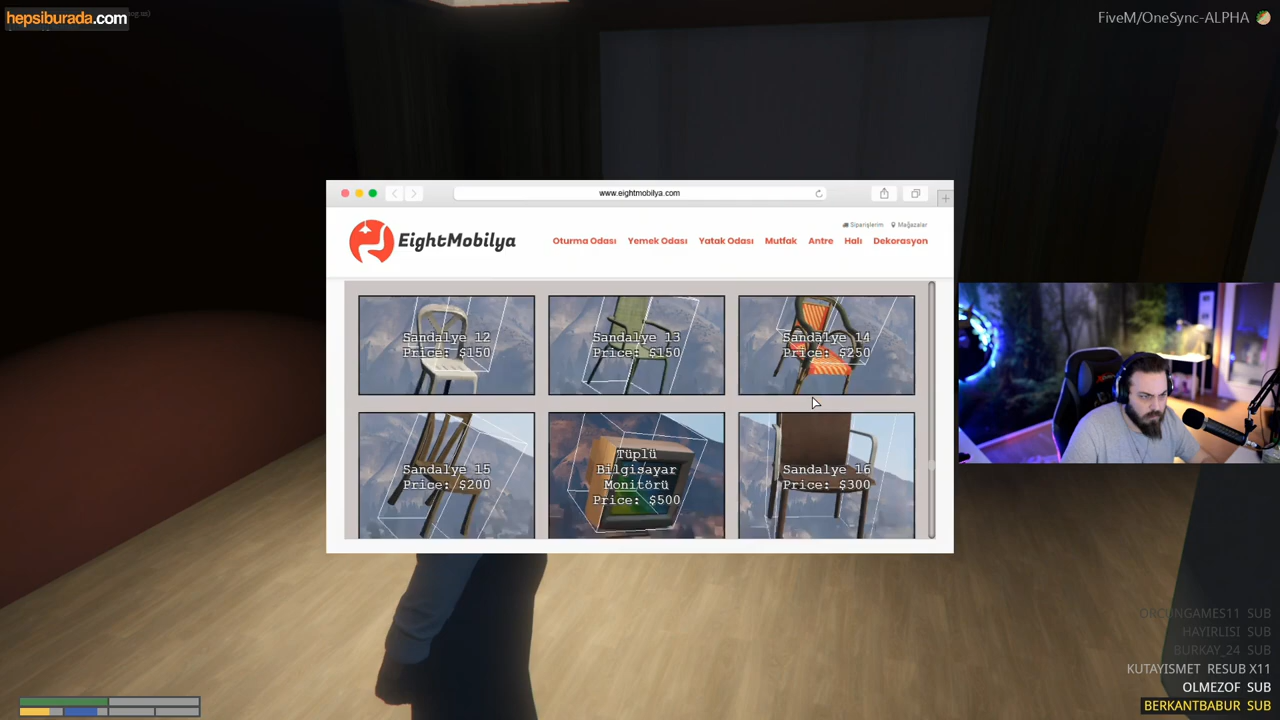 hepsiburada.com
FiveM/OneSync-ALPHA
www.eightmobilya.com
EightMobilya
Siparişlerim Mağazalar
Oturma Odası Yemek Odası Yatak Odası Mutfak Antre Halı Dekorasyon
Sandalye 12
Price: $150
Sandalye 13
Price: $150
Sandalye 14
Price: $250
Sandalye 15
Price: $200
Tüplü
Bilgisayar
Monitörü
Price: $500
Sandalye 16
Price: $300
ORCUNGAMES11 SUB
HAYIRLISI SUB
BURKAY_24 SUB
KUTAYISMET RESUB X11
OLMEZOF SUB
BERKANTBABUR SUB